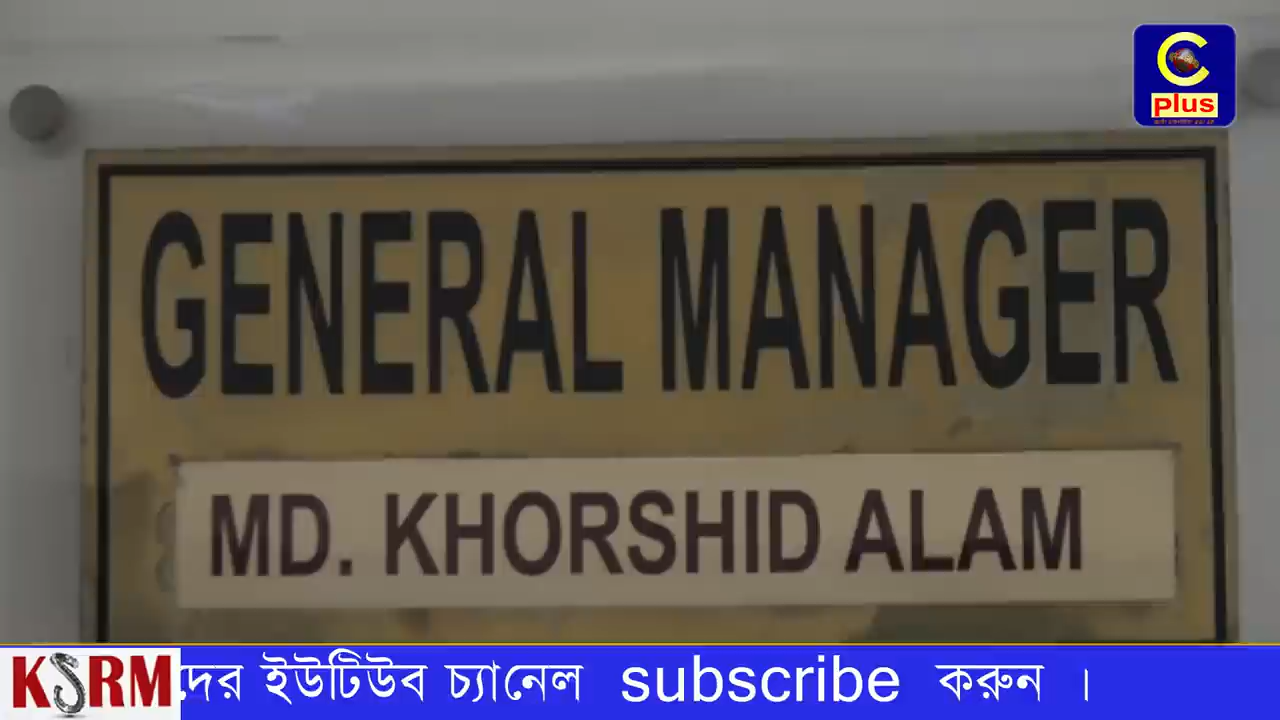 C
plus
GENERAL MANAGER
MD. KHORSHID ALAM
KSRM দের ইউটিউব চ্যানেল subscribe করুন ।